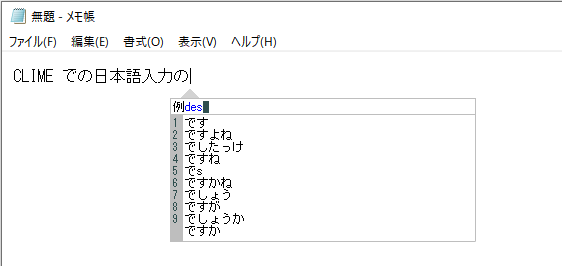 無題 - メモ帳
ファイル(F) 編集(E) 書式(O) 表示(V) ヘルプ(H)
CLIME での日本語入力の
例des
1 です
2 ですよね
3 でしたっけ
4 ですね
5 でs
6 ですかね
7 でしょう
8 ですが
9 でしょうか
ですか